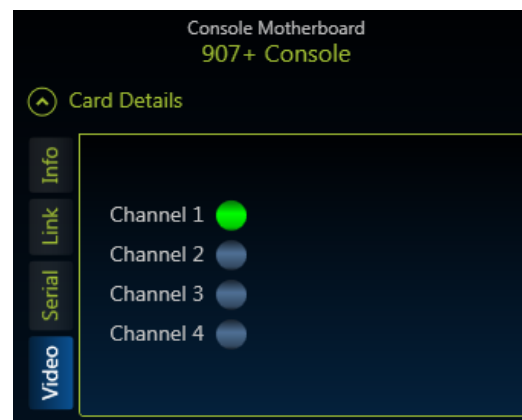 Console Motherboard
907+ Console
Card Details
Info
Link
Serial
Video
Channel 1
Channel 2
Channel 3
Channel 4